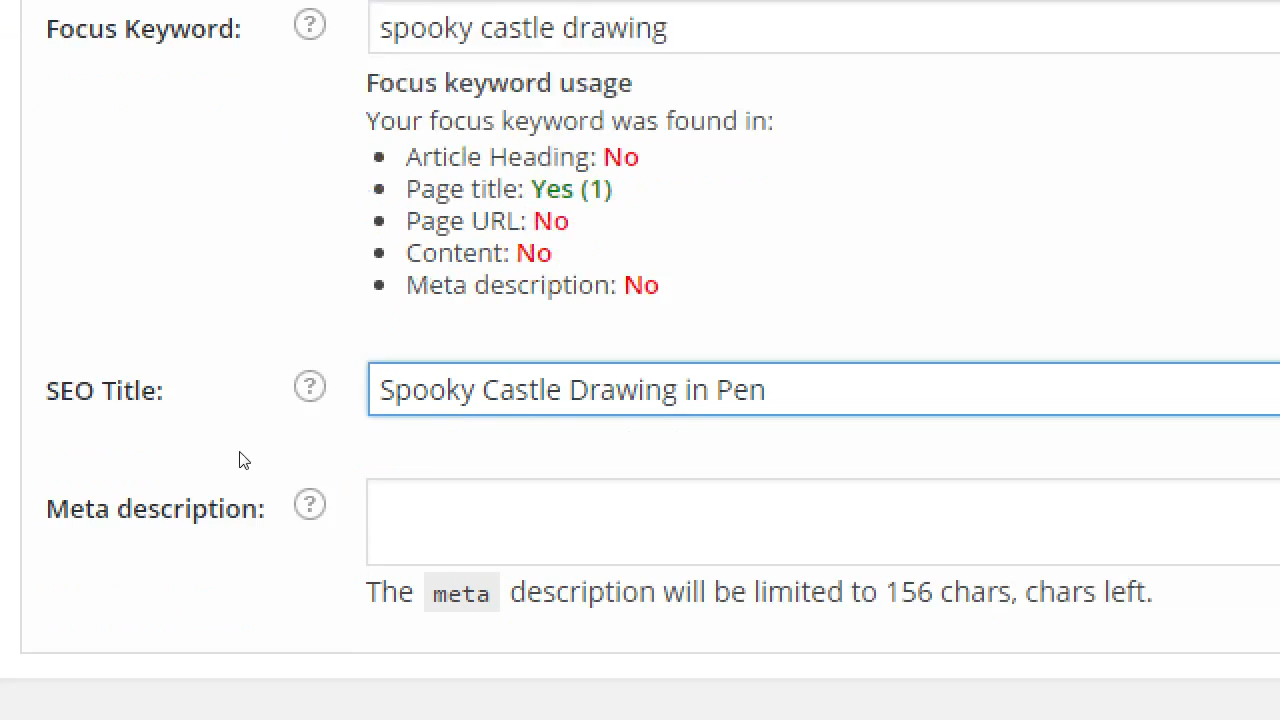 Focus Keyword: ? spooky castle drawing
Focus keyword usage
Your focus keyword was found in:
• Article Heading: No
• Page title: Yes (1)
• Page URL: No
• Content: No
• Meta description: No
SEO Title: ? Spooky Castle Drawing in Pen
Meta description: ?
The meta description will be limited to 156 chars, chars left.